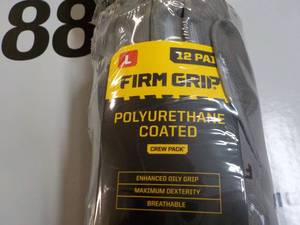 88
L
12 PAI
FIRM GRIP
POLYURETHANE
COATED
CREW PACK
ENHANCED OILY GRIP
MAXIMUM DEXTERITY
BREATHABLE